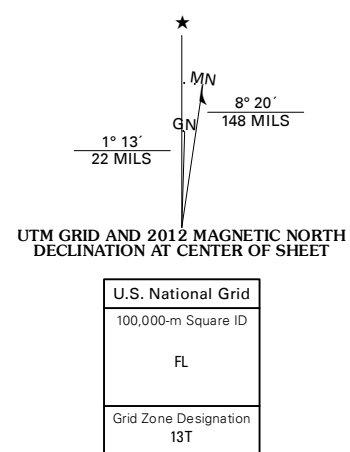 ★
MN
8° 20´
148 MILS
GN
1° 13´
22 MILS
UTM GRID AND 2012 MAGNETIC NORTH
DECLINATION AT CENTER OF SHEET
U.S. National Grid
100,000-m Square ID
FL
Grid Zone Designation
13T